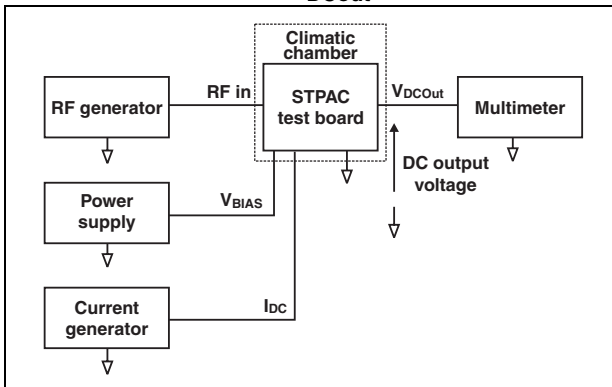 DCout
Climatic
chamber
RF generator
RF in
STPAC
test board
VDCOut
Multimeter
DC output
voltage
Power
supply
VBIAS
Current
generator
IDC